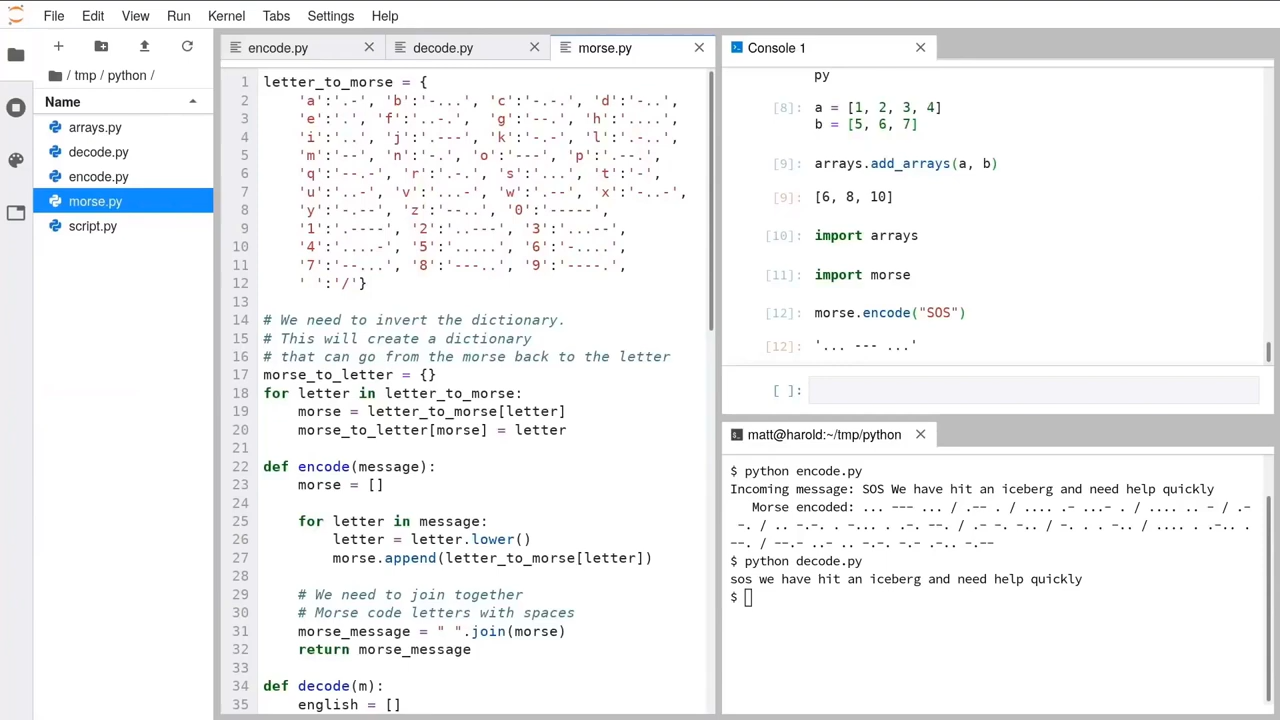 File Edit View Run Kernel Tabs Settings Help
/ tmp / python /
Name
arrays.py
decode.py
encode.py
morse.py
script.py
encode.py
decode.py
morse.py
1 letter_to_morse = {
2 'a':'.-', 'b':'-...', 'c':'-.-.', 'd':'-..',
3 'e':'.', 'f':'..-.', 'g':'--.', 'h':'....',
4 'i':'..', 'j':'.---', 'k':'-.-', 'l':'.-..',
5 'm':'--', 'n':'-.', 'o':'---', 'p':'.--.',
6 'q':'--.-', 'r':'.-.', 's':'...', 't':'-',
7 'u':'..-', 'v':'...-', 'w':'.--', 'x':'-..-',
8 'y':'-.--', 'z':'--..', '0':'-----',
9 '1':'.----', '2':'..---', '3':'...--',
10 '4':'....-', '5':'.....', '6':'-....',
11 '7':'--...', '8':'---..', '9':'----.',
12 ' ':'/'}
13
14 # We need to invert the dictionary.
15 # This will create a dictionary
16 # that can go from the morse back to the letter
17 morse_to_letter = {}
18 for letter in letter_to_morse:
19 morse = letter_to_morse[letter]
20 morse_to_letter[morse] = letter
21
22 def encode(message):
23 morse = []
24
25 for letter in message:
26 letter = letter.lower()
27 morse.append(letter_to_morse[letter])
28
29 # We need to join together
30 # Morse code letters with spaces
31 morse_message = " ".join(morse)
32 return morse_message
33
34 def decode(m):
35 english = []
Console 1
py
[8]: a = [1, 2, 3, 4]
b = [5, 6, 7]
[9]: arrays.add_arrays(a, b)
[9]: [6, 8, 10]
[10]: import arrays
[11]: import morse
[12]: morse.encode("SOS")
[12]: '... --- ...'
[ ]:
matt@harold:~/tmp/python
$ python encode.py
Incoming message: SOS We have hit an iceberg and need help quickly
Morse encoded: ... --- ... / .-- . / .... .- ...- . / .... .. - / .-
-. / .. -.-. . -... . .-. --. / .- -. -.. / -. . . -.. / .... . .-.. .
--. / --.- ..- .. -.-. -.- .-.. -.--
$ python decode.py
sos we have hit an iceberg and need help quickly
$